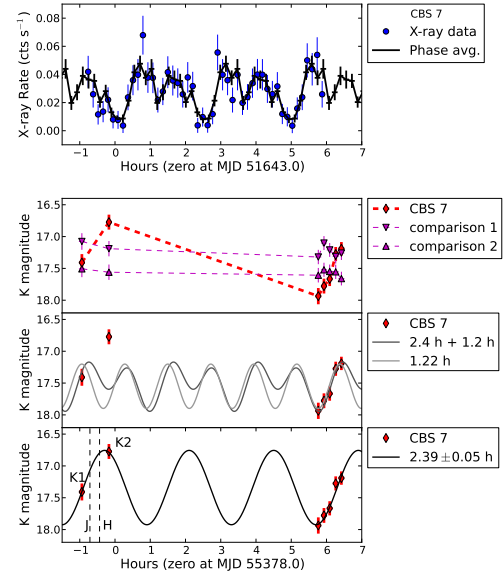 CBS 7
X-ray data
Phase avg.
X-ray Rate (cts s⁻¹)
0.08
0.06
0.04
0.02
0.00
−1 0 1 2 3 4 5 6 7
Hours (zero at MJD 51643.0)
K magnitude
16.5
17.0
17.5
18.0
CBS 7
comparison 1
comparison 2
K magnitude
16.5
17.0
17.5
18.0
CBS 7
2.4 h + 1.2 h
1.22 h
K magnitude
16.5
17.0
17.5
18.0
K1
K2
J
H
CBS 7
2.39±0.05 h
−1 0 1 2 3 4 5 6 7
Hours (zero at MJD 55378.0)